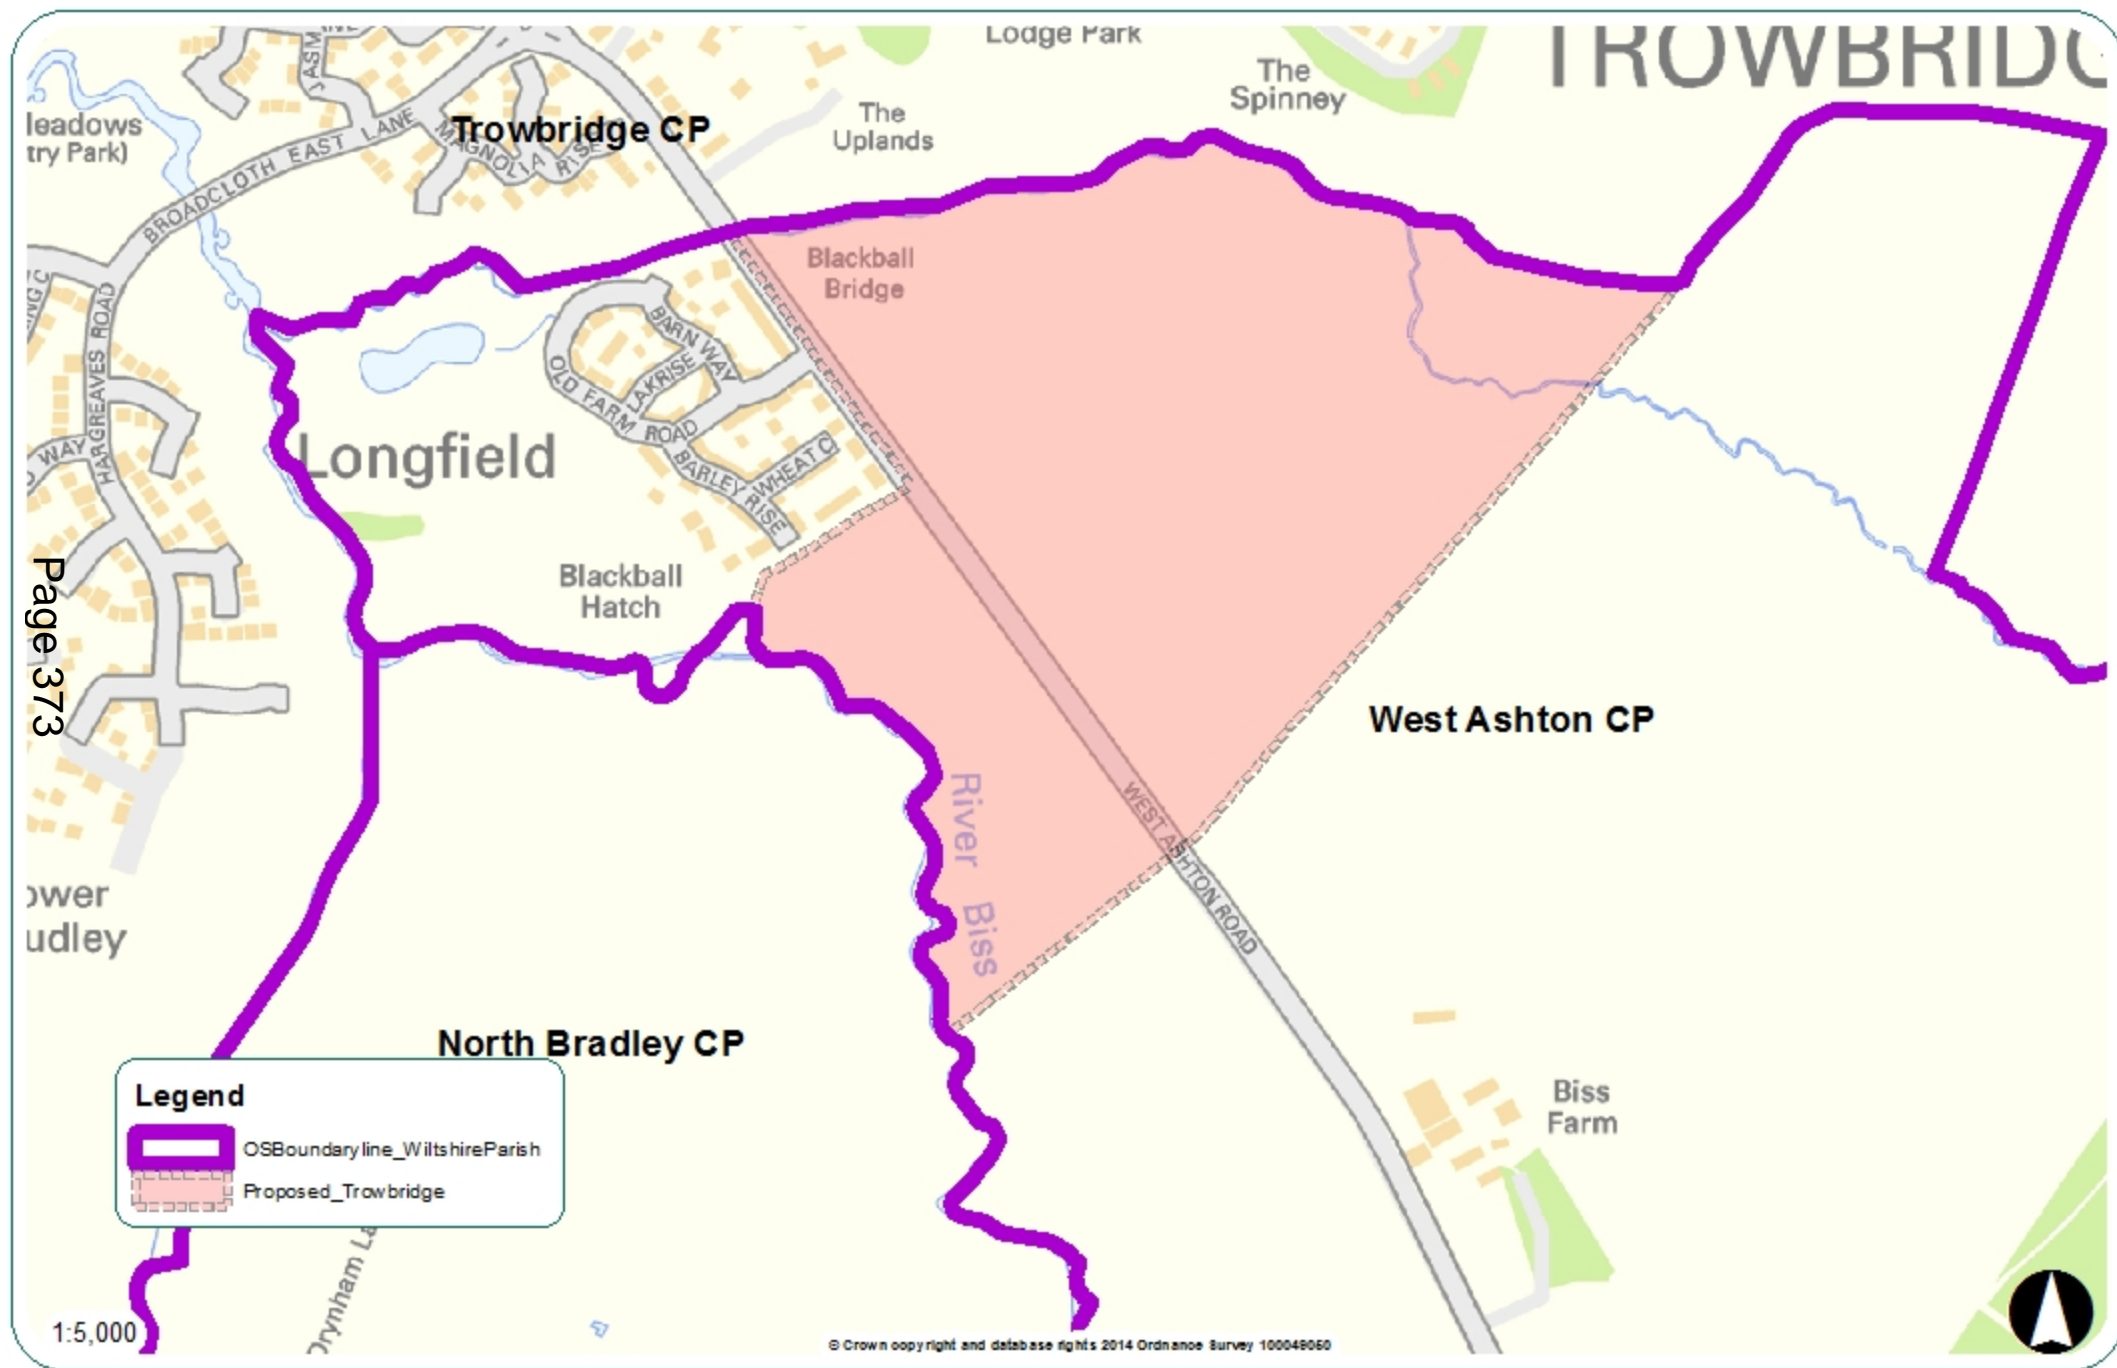 Lodge Park
TROWBRIDG
The
Spinney
The
Uplands
leadows
try Park)
Trowbridge CP
BROADCLOTH EAST LANE
MAGNOLIA RISE
Blackball
Bridge
HARGREAVES ROAD
BARN WAY
OLD FARM ROAD
BARLEY RISE
WHEAT C
WAY
Longfield
Blackball
Hatch
Page 373
West Ashton CP
River Biss
WEST ASHTON ROAD
ower
udley
North Bradley CP
Biss
Farm
Legend
OSBoundaryline_WiltshireParish
Proposed_Trowbridge
Drynham La
1:5,000
© Crown copyright and database rights 2014 Ordnance Survey 100049050